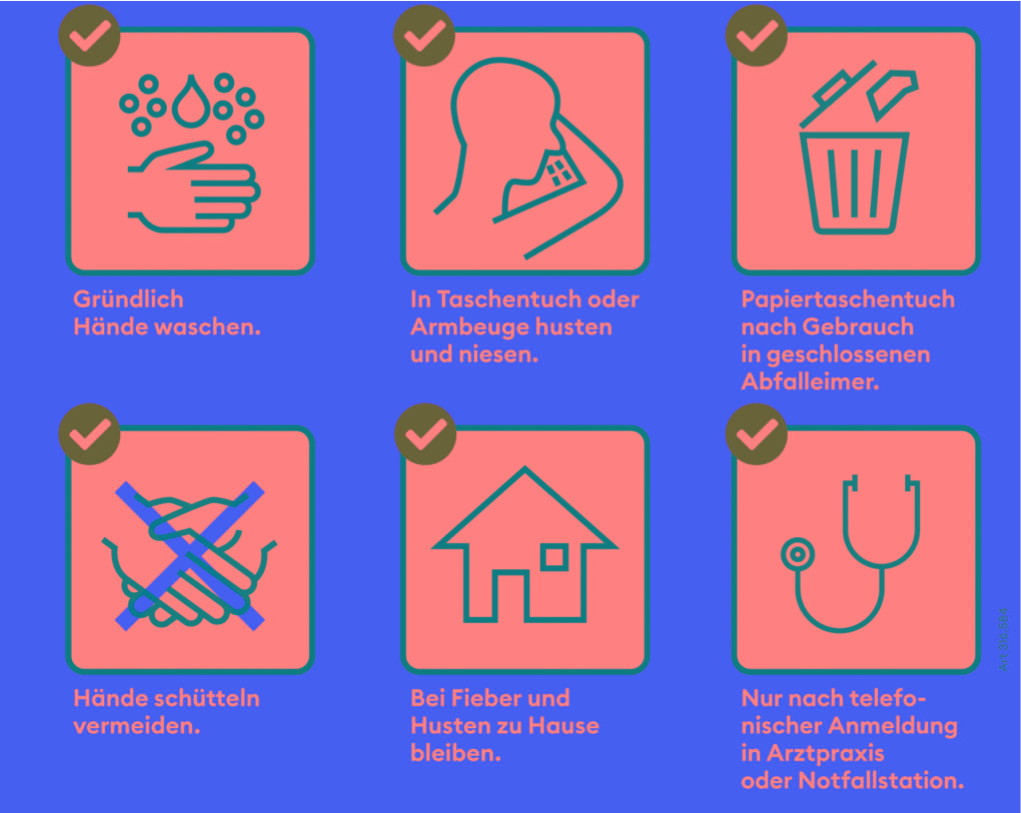 Gründlich
Hände waschen.
In Taschentuch oder
Armbeuge husten
und niesen.
Papiertaschentuch
nach Gebrauch
in geschlossenen
Abfalleimer.
Hände schütteln
vermeiden.
Bei Fieber und
Husten zu Hause
bleiben.
Nur nach telefo-
nischer Anmeldung
in Arztpraxis
oder Notfallstation.